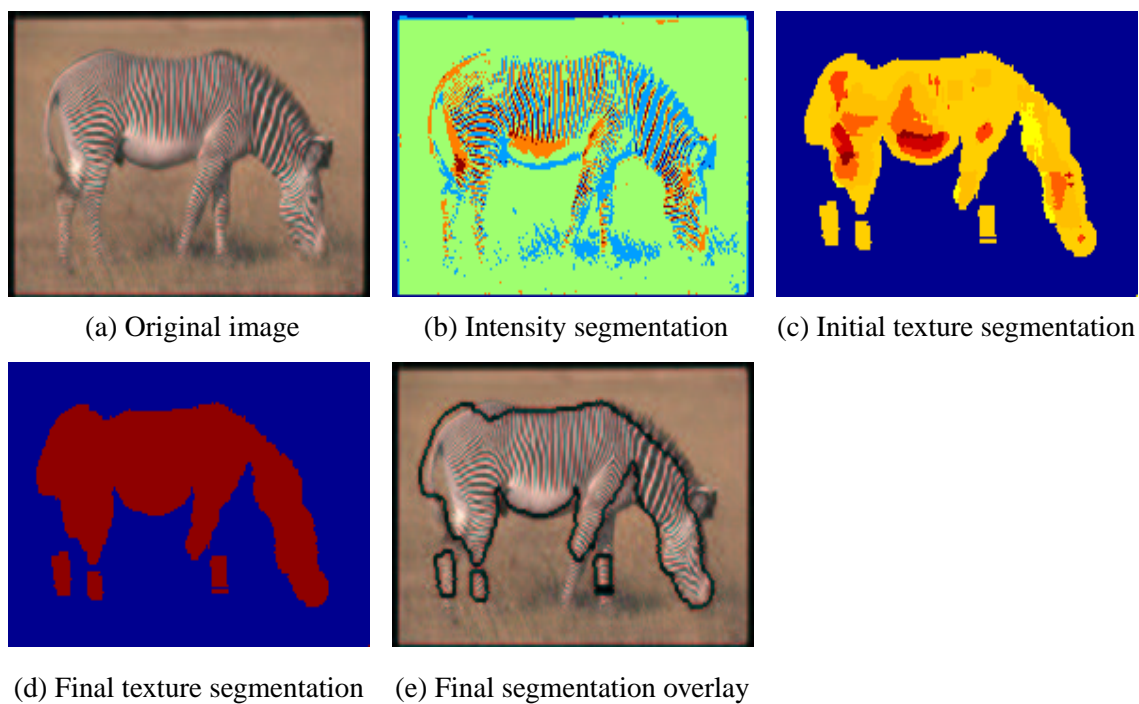 (a) Original image
(b) Intensity segmentation
(c) Initial texture segmentation
(d) Final texture segmentation
(e) Final segmentation overlay